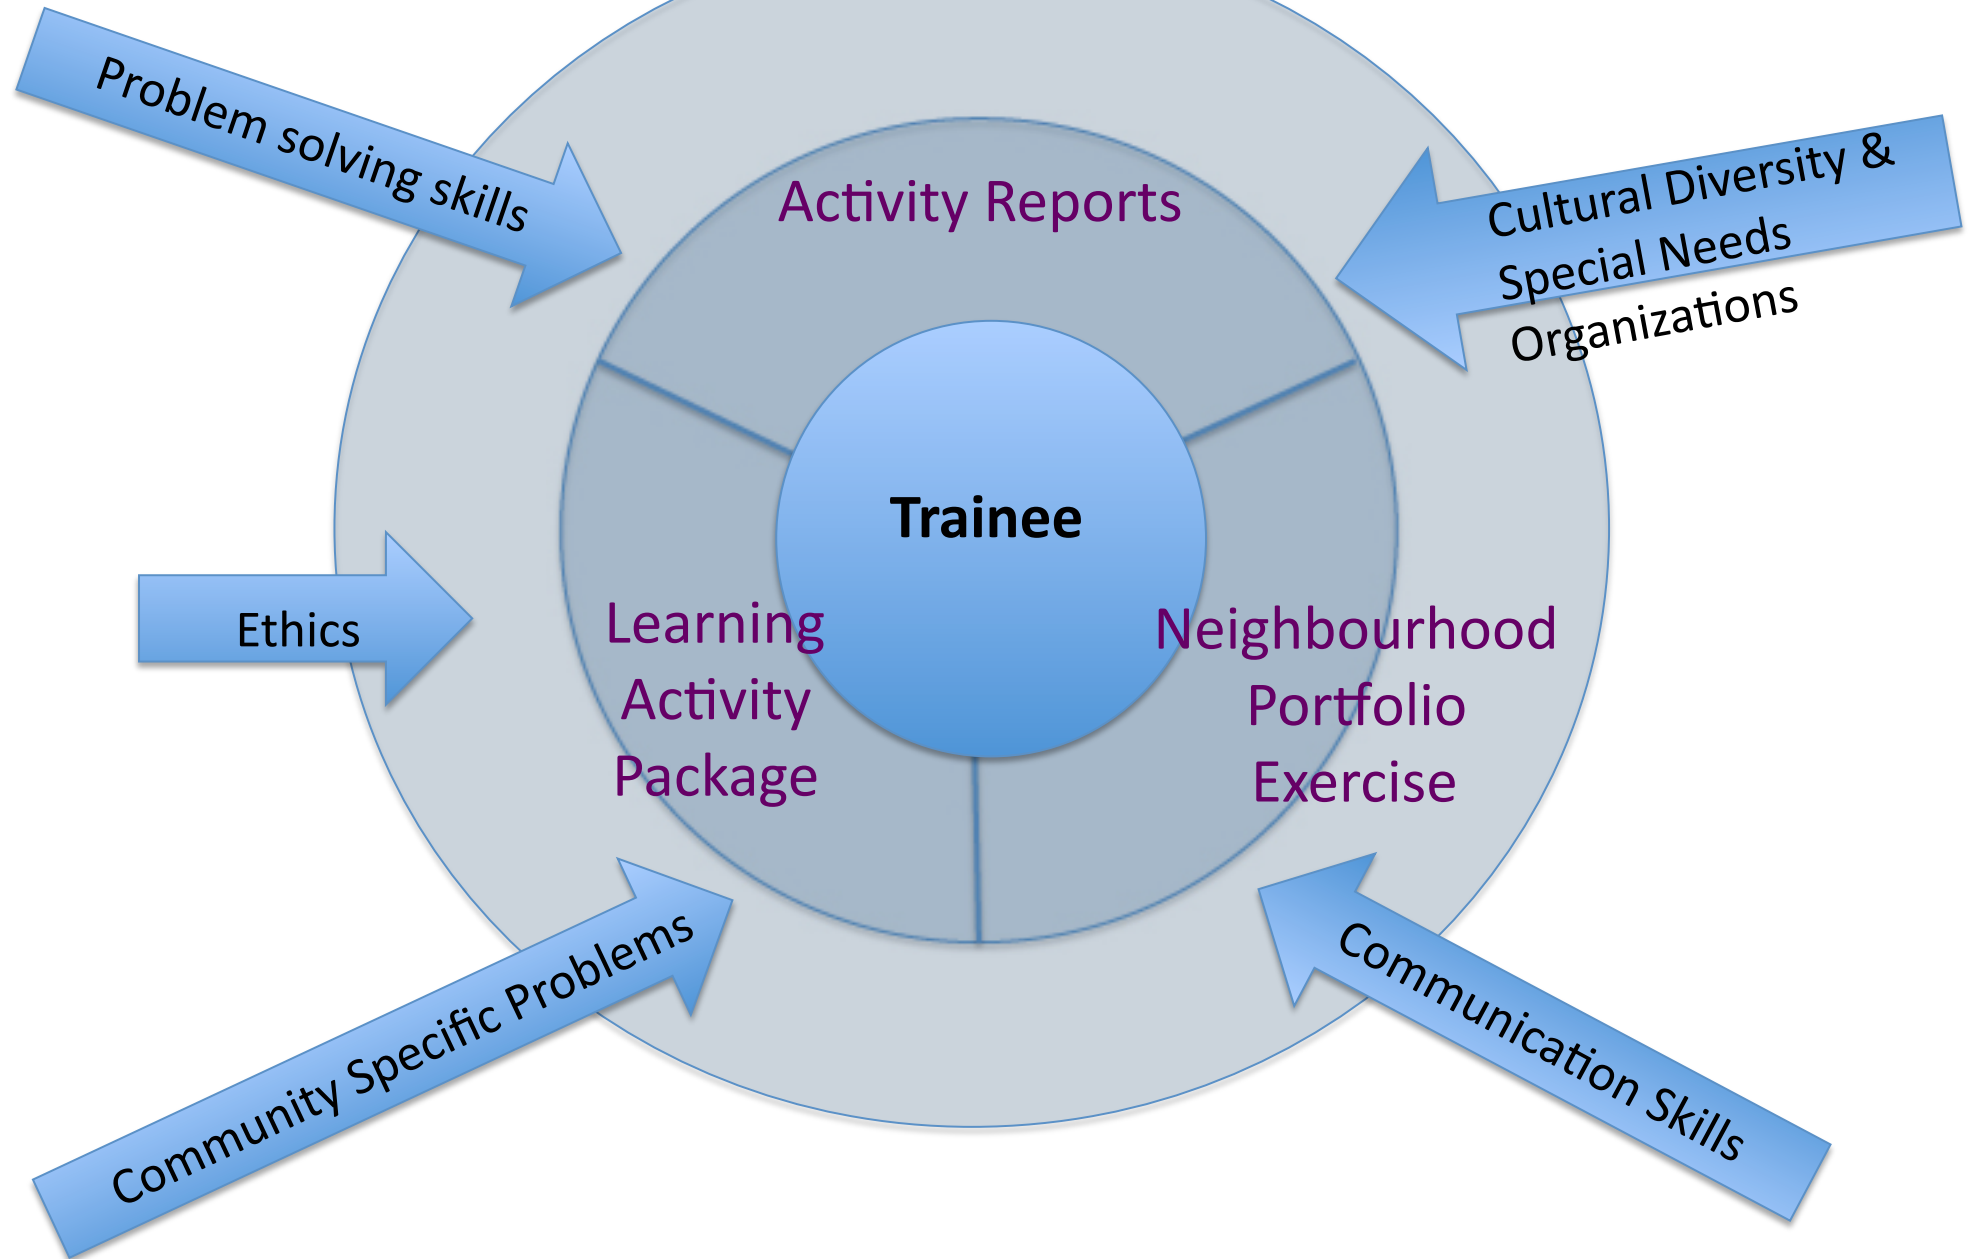 Problem solving skills
Cultural Diversity &
Special Needs
Organizations
Activity Reports
Trainee
Ethics
Learning
Activity
Package
Neighbourhood
Portfolio
Exercise
Community Specific Problems
Communication Skills